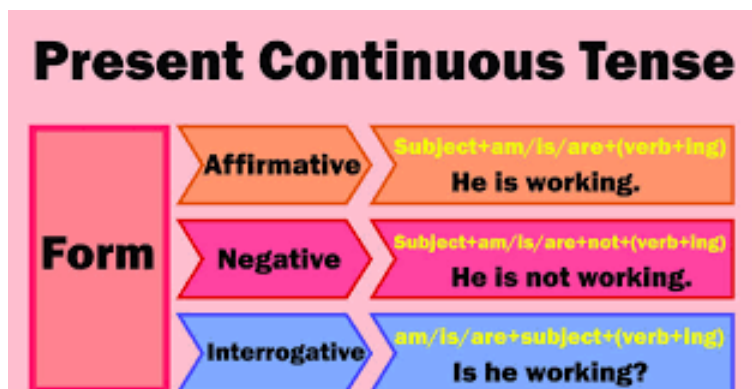 Present Continuous Tense
Form
Affirmative
Subject+am/is/are+(verb+ing)
He is working.
Negative
Subject+am/is/are+not+(verb+ing)
He is not working.
Interrogative
am/is/are+subject+(verb+ing)
Is he working?